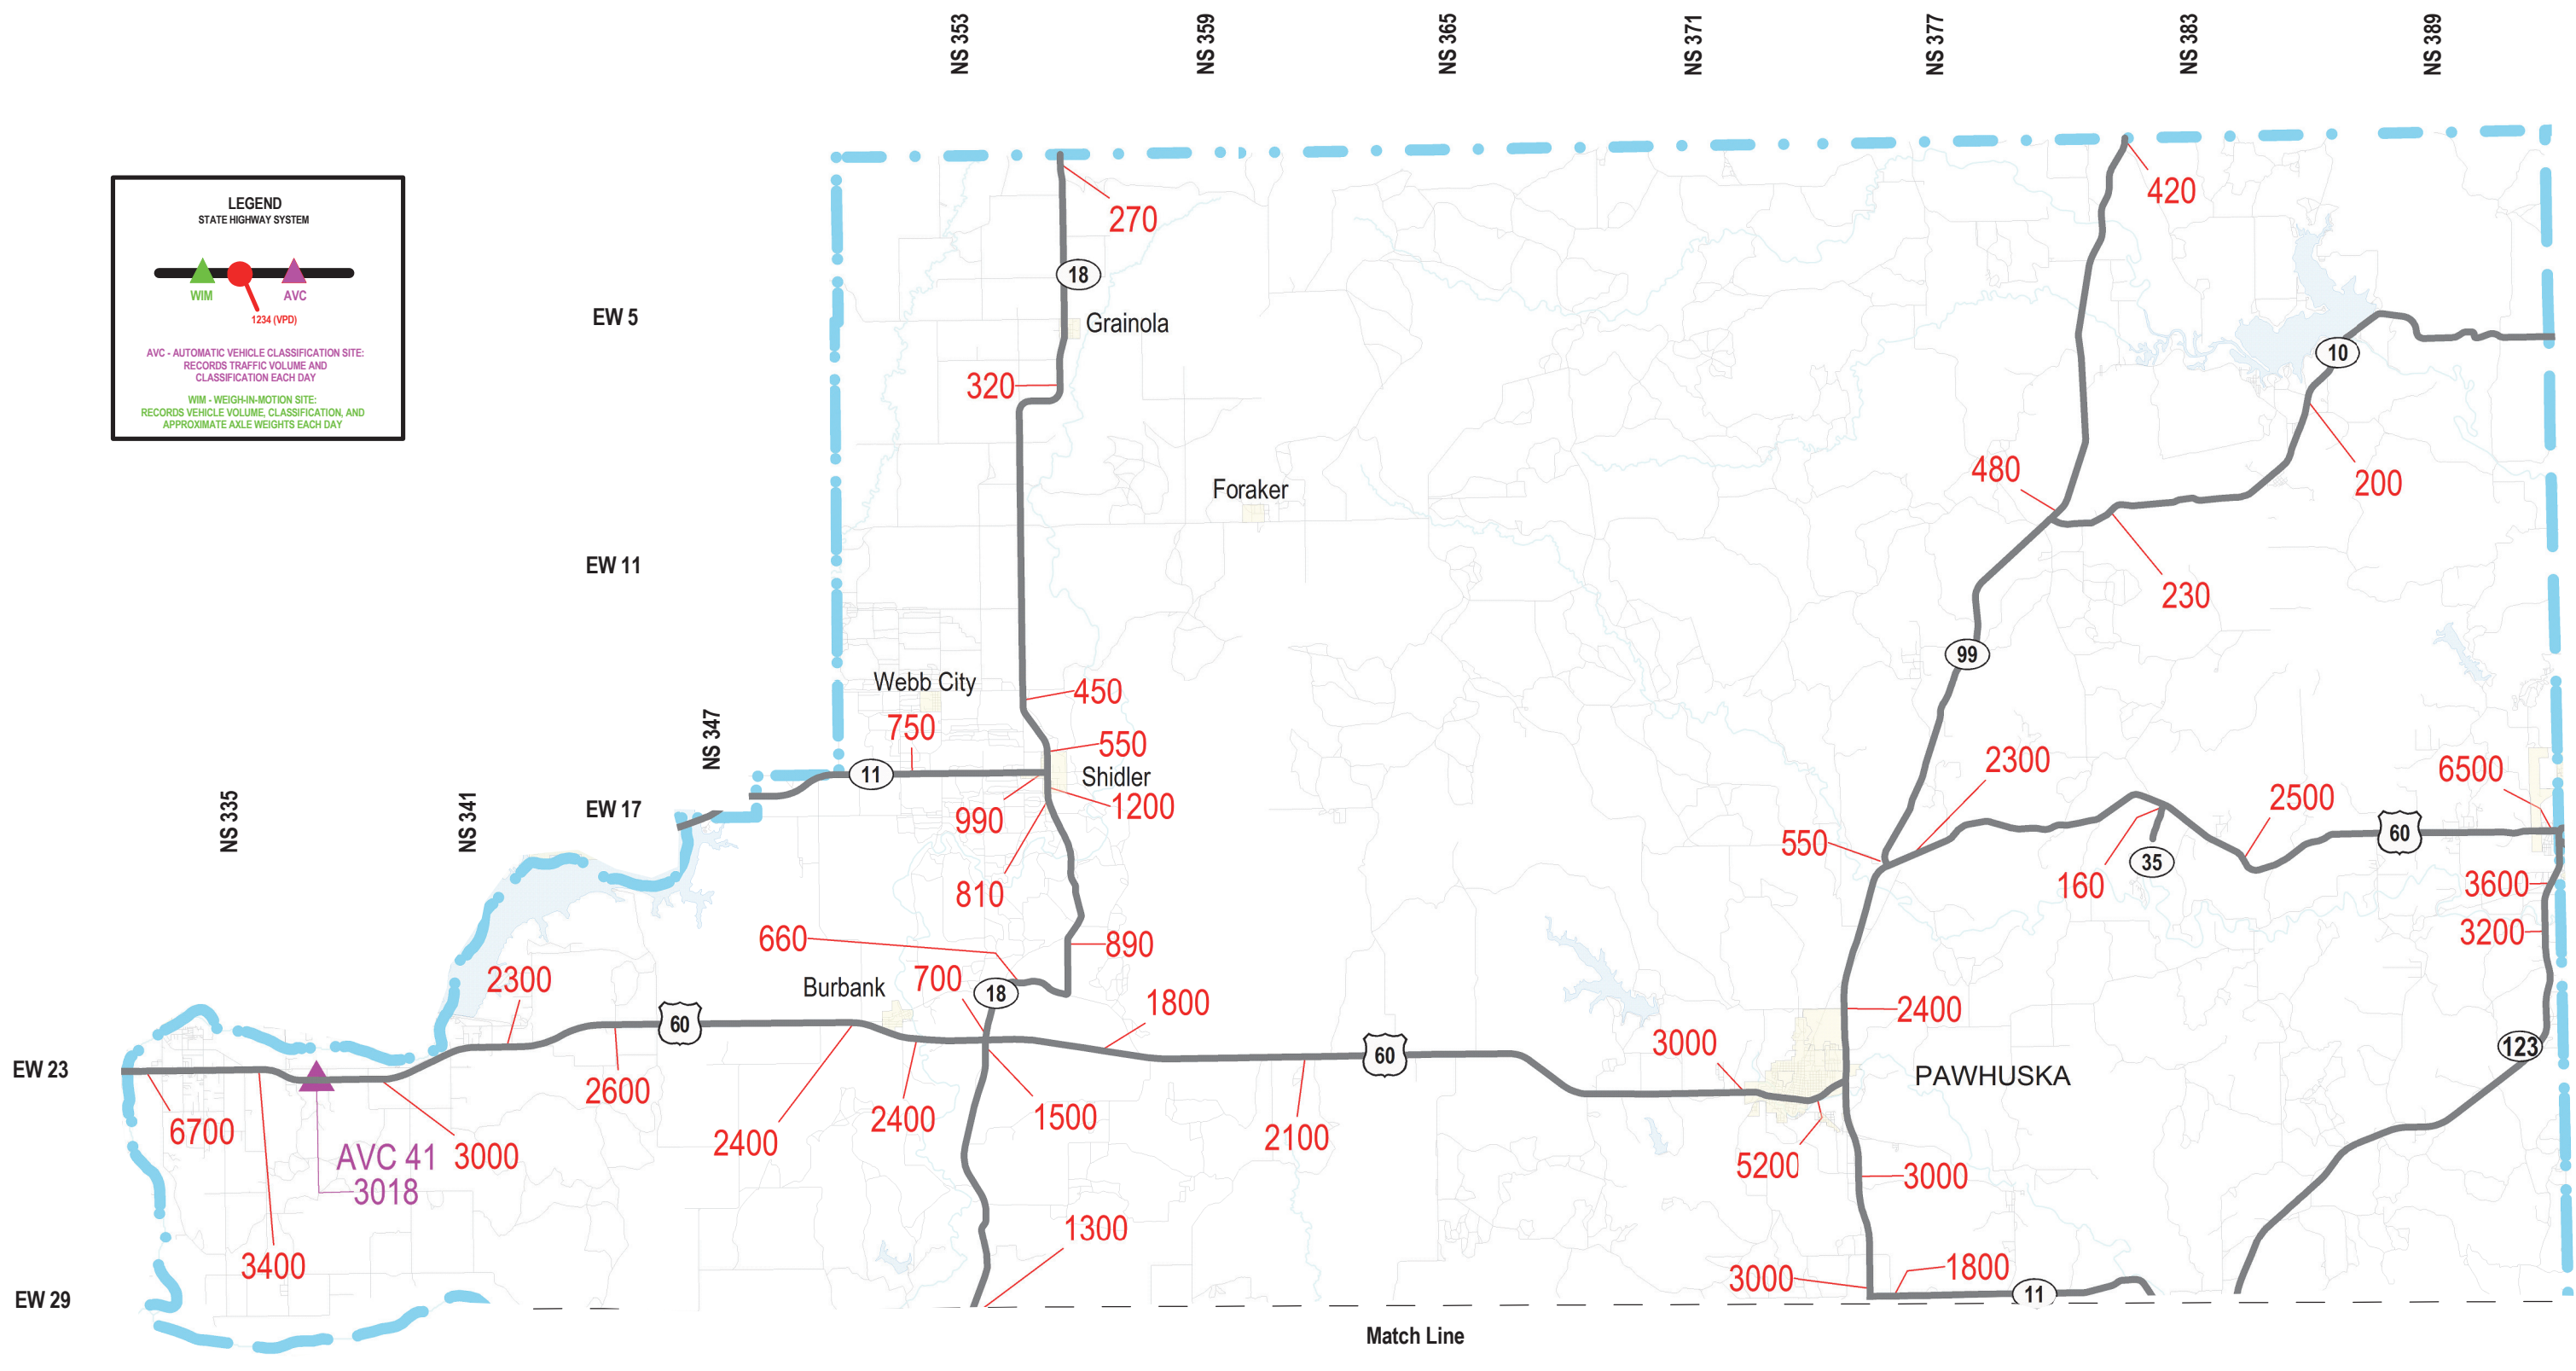 NS 353
NS 359
NS 365
NS 371
NS 377
NS 383
NS 389
LEGEND
STATE HIGHWAY SYSTEM
WIM
AVC
1234 (VPD)
AVC - AUTOMATIC VEHICLE CLASSIFICATION SITE:
RECORDS TRAFFIC VOLUME AND
CLASSIFICATION EACH DAY
WIM - WEIGH-IN-MOTION SITE:
RECORDS VEHICLE VOLUME, CLASSIFICATION, AND
APPROXIMATE AXLE WEIGHTS EACH DAY
420
270
18
EW 5
Grainola
10
320
480
200
Foraker
EW 11
230
99
Webb City
450
750
NS 347
550
2300
6500
11
Shidler
2500
EW 17
990
1200
NS 335
NS 341
550
60
35
810
160
3600
660
890
3200
2300
700
Burbank
18
1800
2400
60
3000
60
123
EW 23
PAWHUSKA
2600
6700
2400
2400
1500
2100
AVC 41
3018
3000
5200
3000
1300
3400
3000
1800
EW 29
11
Match Line